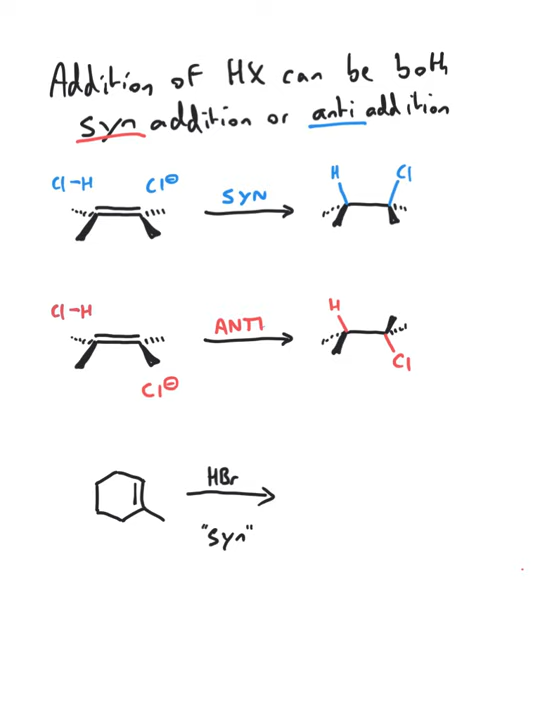 Addition of HX can be both
syn addition or anti addition
Cl-H Cl⊖ SYN H Cl
Cl-H ANTI H
Cl⊖ Cl
HBr
"syn"